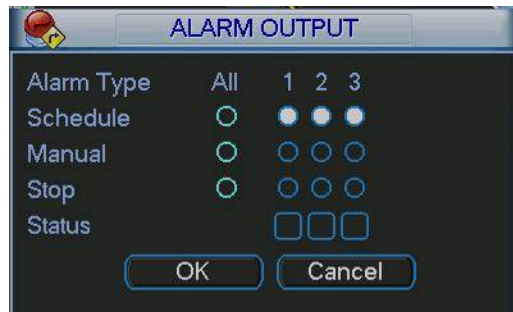 ALARM OUTPUT
Alarm Type All 1 2 3
Schedule
Manual
Stop
Status
OK Cancel